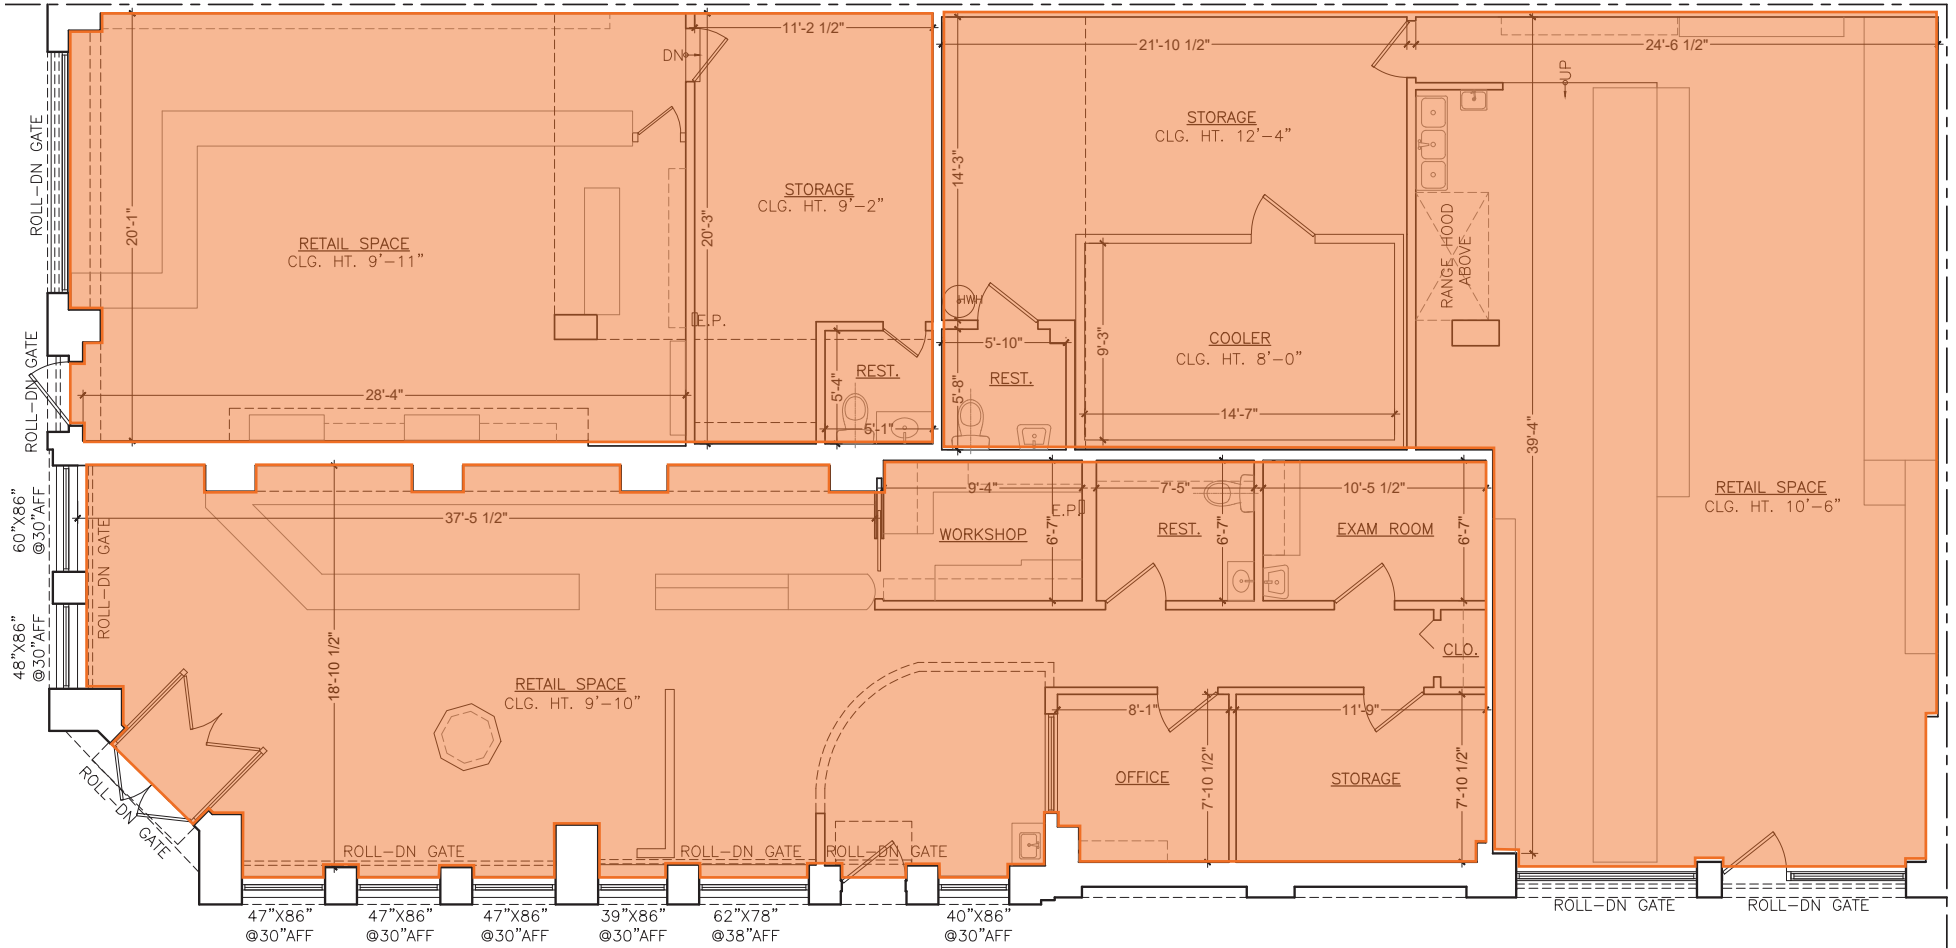 11'-2 1/2"
DN
21'-10 1/2"
24'-6 1/2"
UP
ROLL-DN GATE
20'-1"
RETAIL SPACE
CLG. HT. 9'-11"
20'-3"
STORAGE
CLG. HT. 9'-2"
14'-3"
STORAGE
CLG. HT. 12'-4"
RANGE HOOD
ABOVE
E.P.
HWH
ROLL-DN GATE
28'-4"
5'-4"
REST.
5'-1"
5'-10"
REST.
5'-8"
9'-3"
COOLER
CLG. HT. 8'-0"
14'-7"
39'-4"
RETAIL SPACE
CLG. HT. 10'-6"
60"X86"
@30"AFF
ROLL-DN GATE
48"X86"
@30"AFF
37'-5 1/2"
18'-10 1/2"
9'-4"
E.P.
6'-7"
WORKSHOP
7'-5"
REST.
6'-7"
10'-5 1/2"
EXAM ROOM
6'-7"
CLO.
RETAIL SPACE
CLG. HT. 9'-10"
8'-1"
OFFICE
7'-10 1/2"
11'-9"
STORAGE
7'-10 1/2"
ROLL-DN GATE
ROLL-DN GATE
ROLL-DN GATE
ROLL-DN GATE
ROLL-DN GATE
ROLL-DN GATE
47"X86"
@30"AFF
47"X86"
@30"AFF
47"X86"
@30"AFF
39"X86"
@30"AFF
62"X78"
@38"AFF
40"X86"
@30"AFF